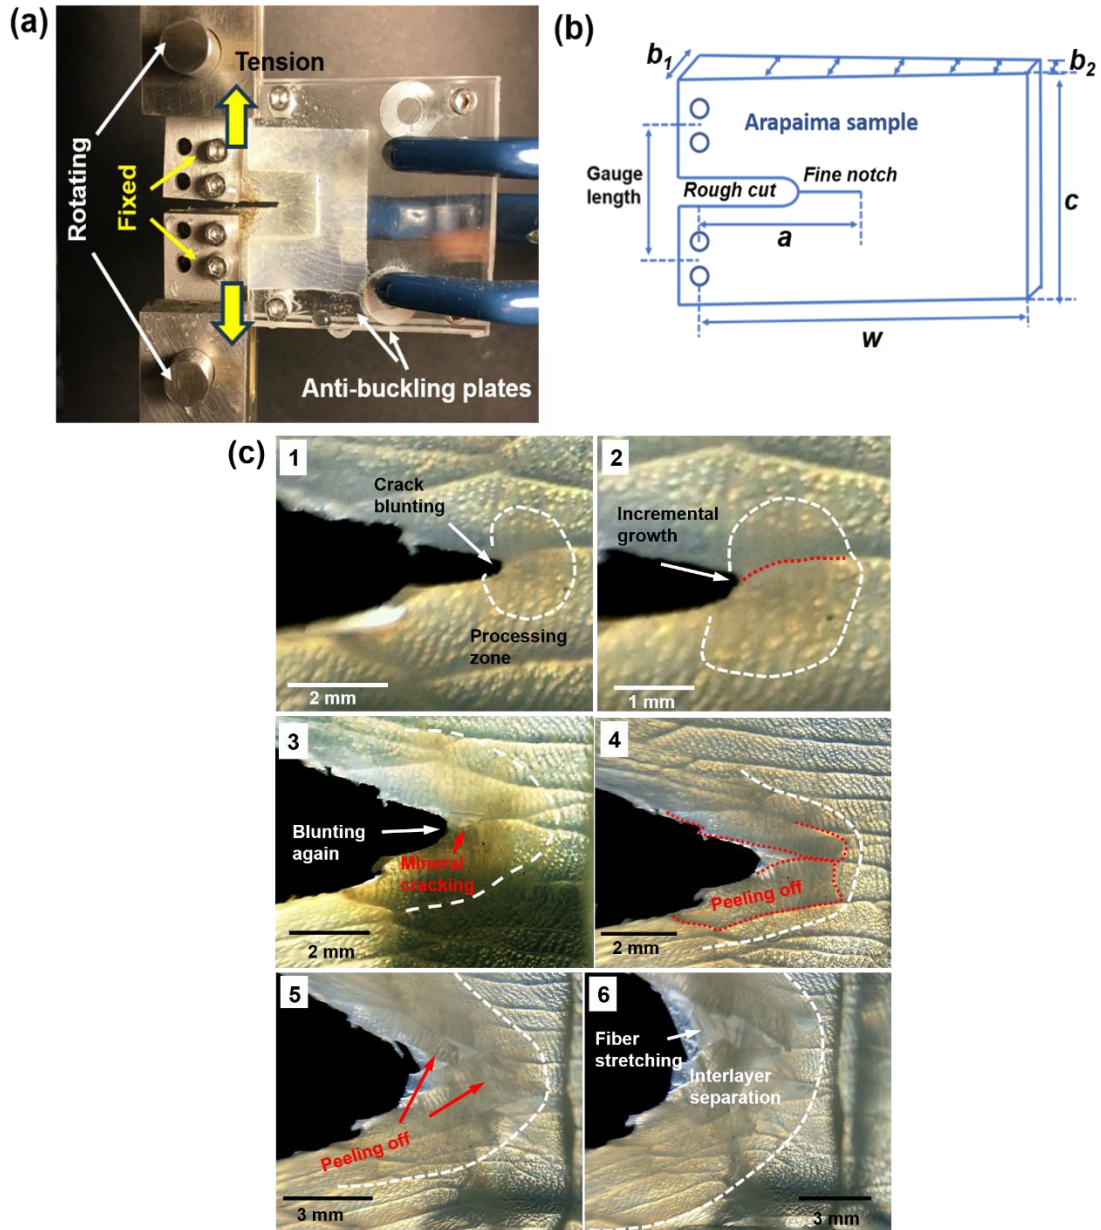 (a)
Tension
Rotating
Fixed
Anti-buckling plates
(b)
b1
b2
Arapaima sample
Gauge
length
Rough cut
Fine notch
a
c
w
(c)
1
Crack
blunting
Processing
zone
2 mm
2
Incremental
growth
1 mm
3
Blunting
again
Mineral
cracking
2 mm
4
Peeling off
2 mm
5
Peeling off
3 mm
6
Fiber
stretching
Interlayer
separation
3 mm